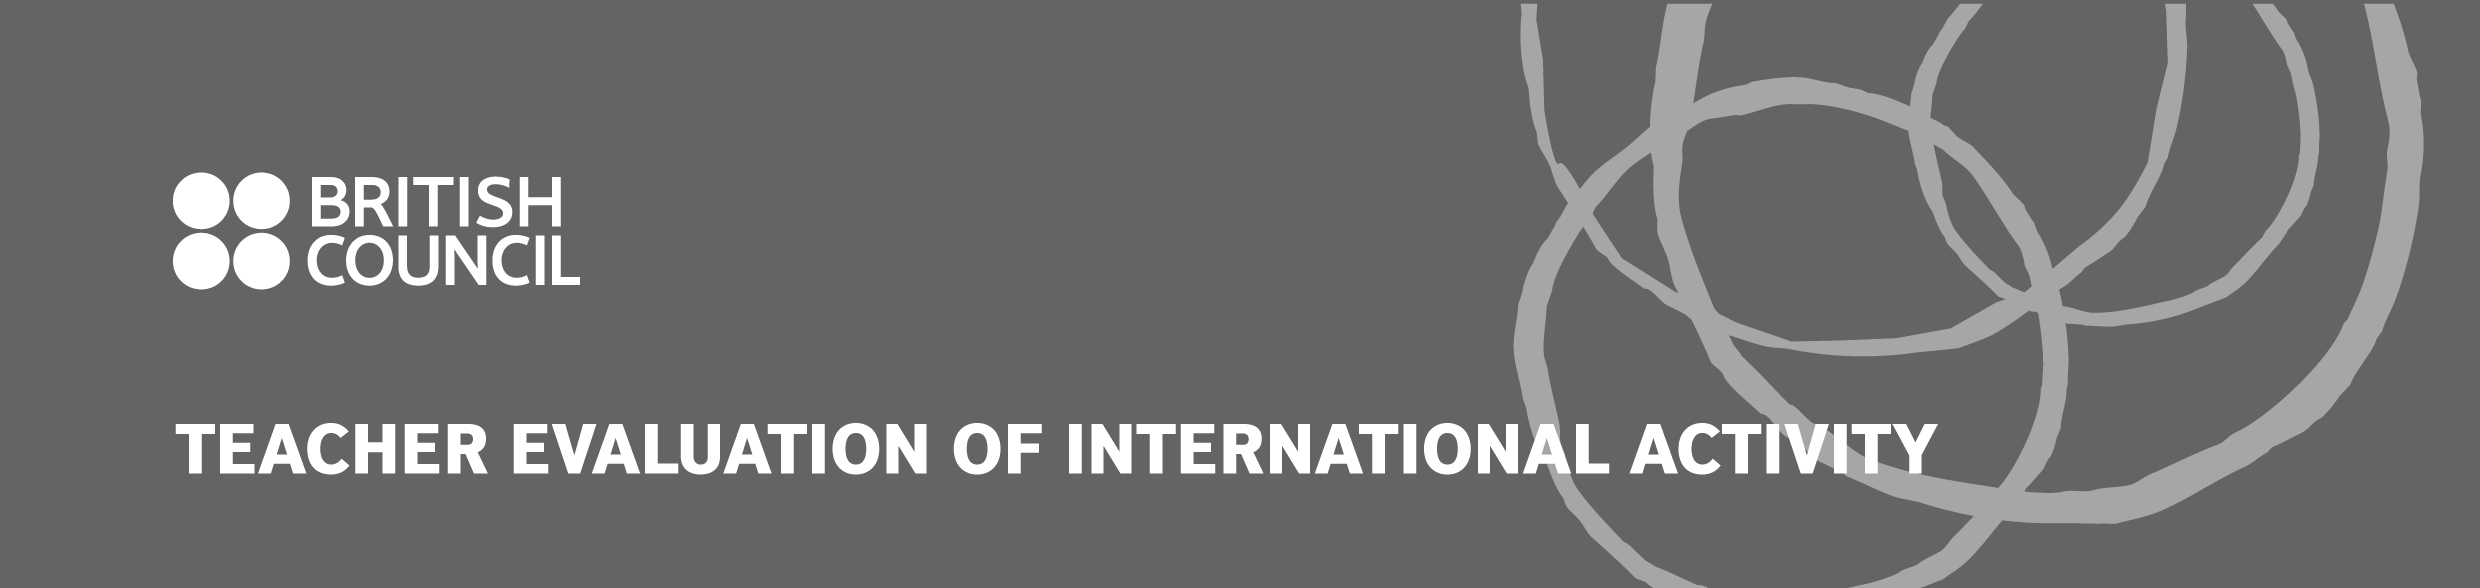 BRITISH
COUNCIL
TEACHER EVALUATION OF INTERNATIONAL ACTIVITY